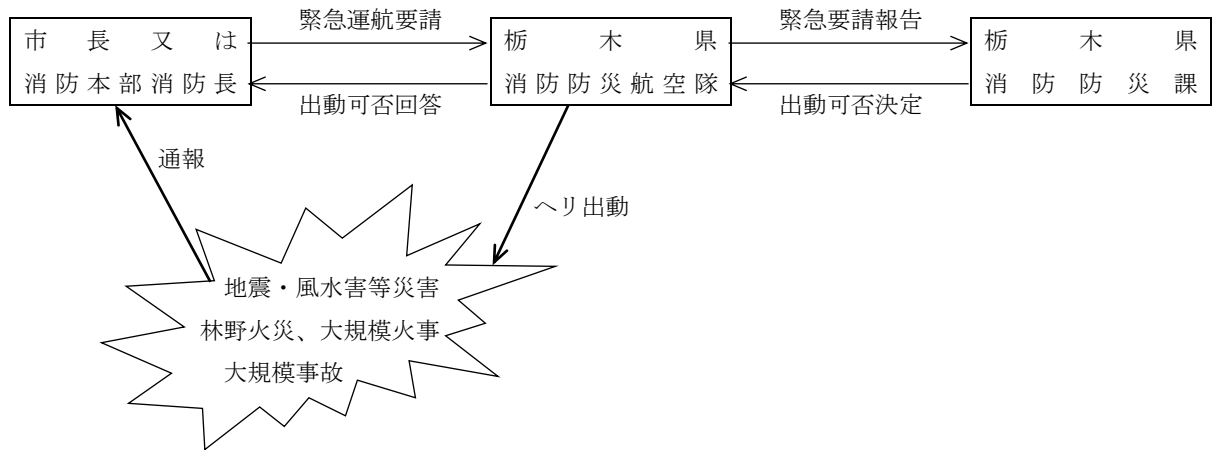 緊急運航要請
緊急要請報告
市長又は
消防本部消防長
栃木県
消防防災航空隊
栃木県
消防防災課
出動可否回答
出動可否決定
通報
ヘリ出動
地震・風水害等災害
林野火災、大規模火事
大規模事故